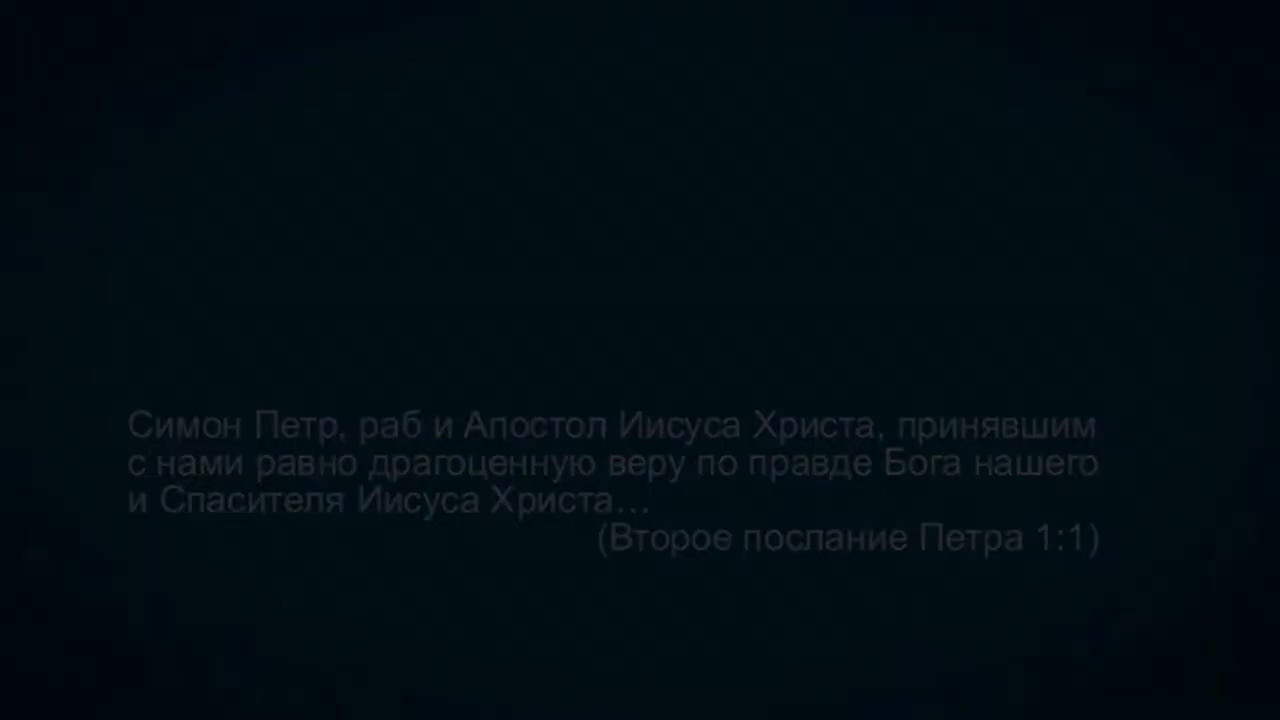 Симон Петр, раб и Апостол Иисуса Христа, принявшим
с нами равно драгоценную веру по правде Бога нашего
и Спасителя Иисуса Христа…
(Второе послание Петра 1:1)